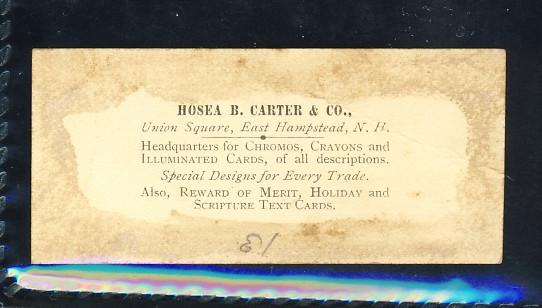 HOSEA B. CARTER & CO.,
Union Square, East Hampstead, N. H.
Headquarters for CHROMOS, CRAYONS and
ILLUMINATED CARDS, of all descriptions.
Special Designs for Every Trade.
Also, REWARD OF MERIT, HOLIDAY and
SCRIPTURE TEXT CARDS.